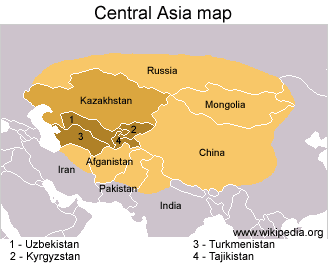 Central Asia map
Russia
Kazakhstan
Mongolia
1
2
3
4
China
Afganistan
Iran
Pakistan
India
www.wikipedia.org
1 - Uzbekistan
3 - Turkmenistan
2 - Kyrgyzstan
4 - Tajikistan